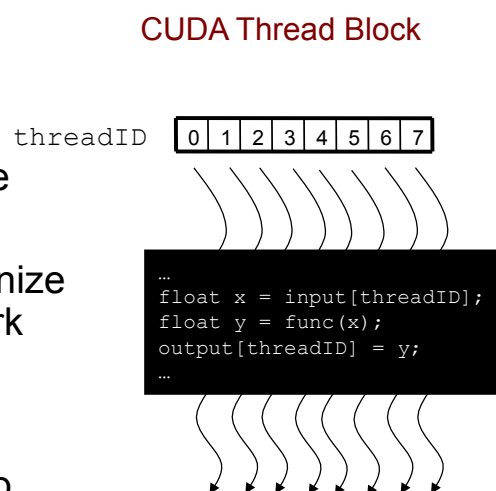 CUDA Thread Block
threadID 0 1 2 3 4 5 6 7
…
float x = input[threadID];
float y = func(x);
output[threadID] = y;
…